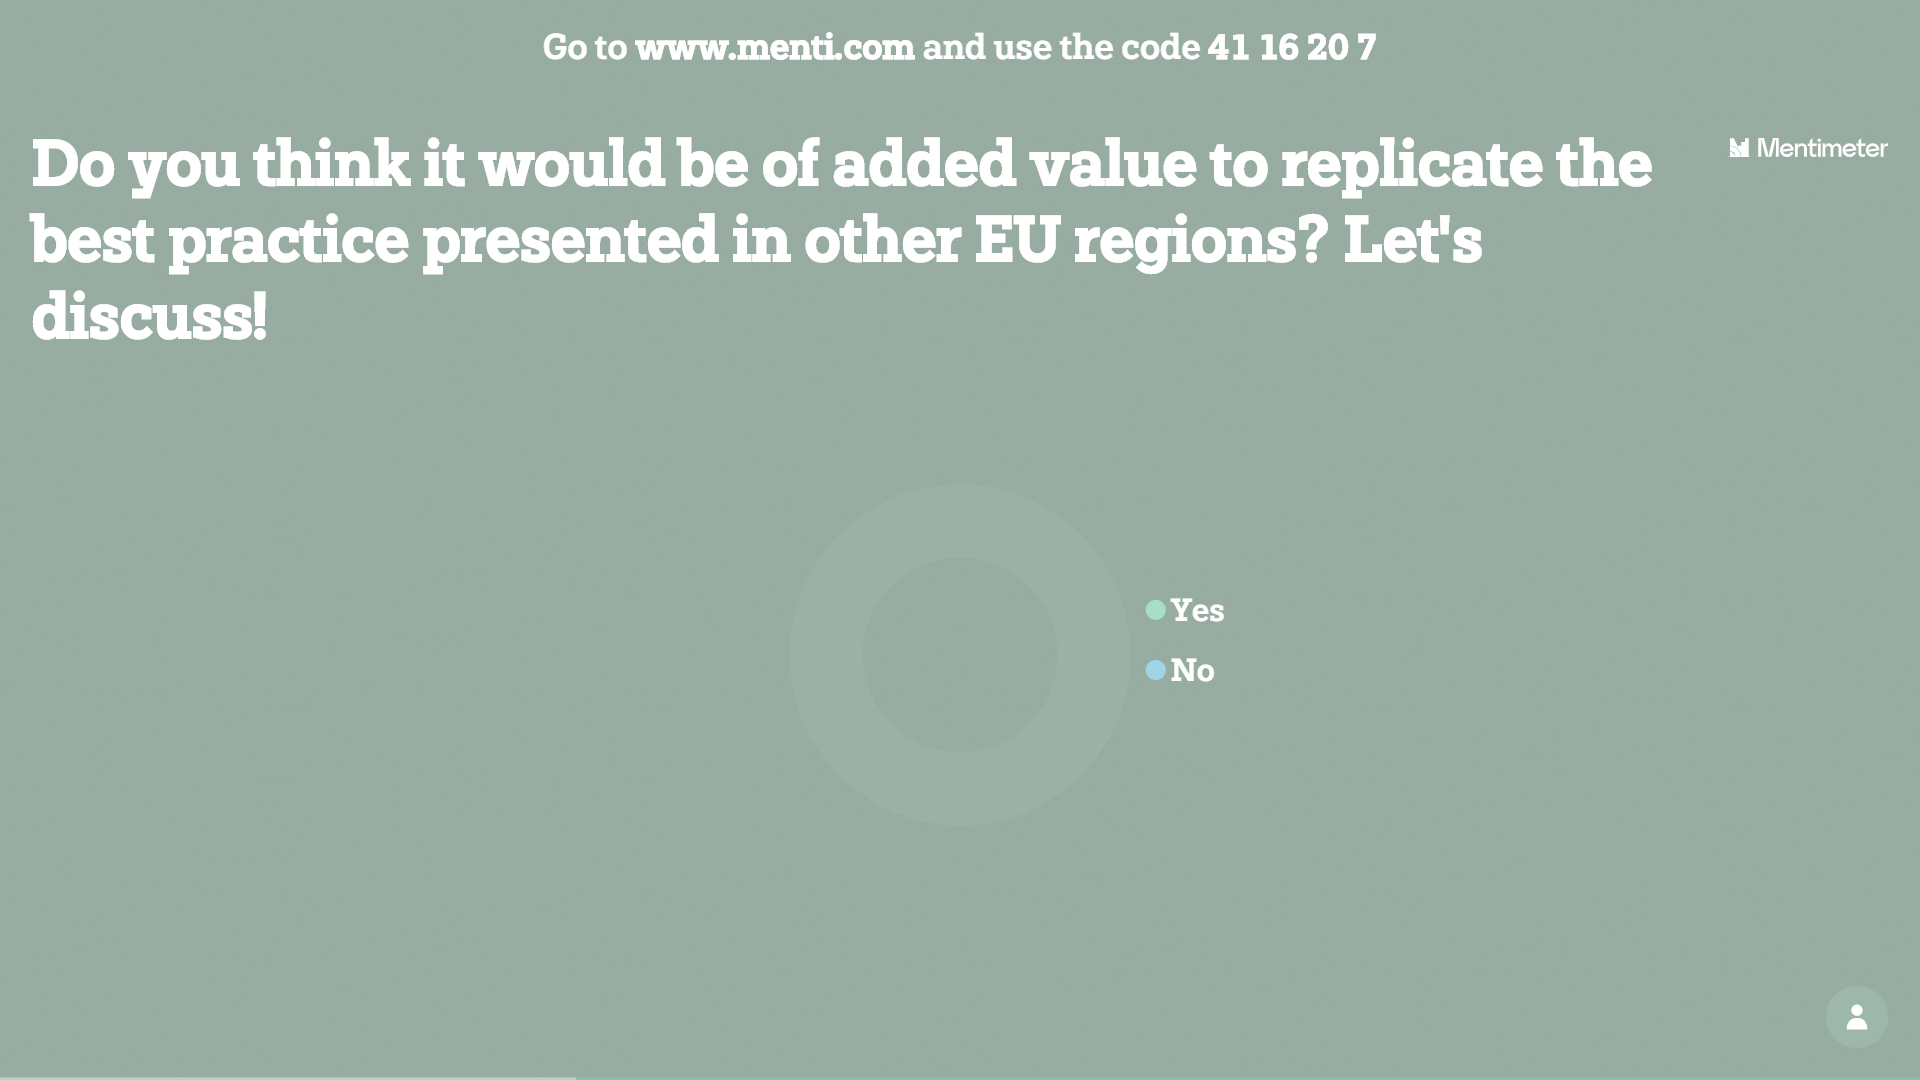 Go to www.menti.com and use the code 41 16 20 7
Do you think it would be of added value to replicate the
best practice presented in other EU regions? Let's
discuss!
Mentimeter
Yes
No